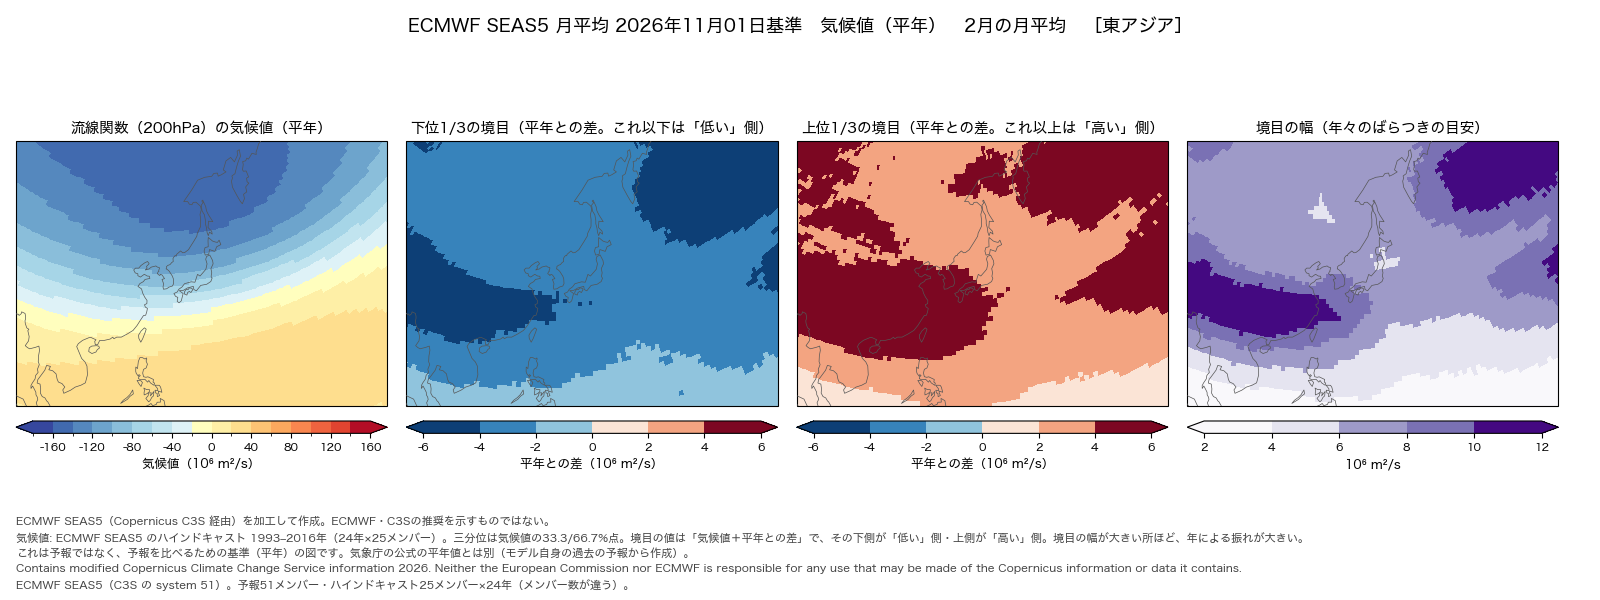 ECMWF SEAS5 月平均 2026年11月01日基準　気候値（平年）　2月の月平均　［東アジア］
流線関数（200hPa）の気候値（平年）
下位1/3の境目（平年との差。これ以下は「低い」側）
上位1/3の境目（平年との差。これ以上は「高い」側）
境目の幅（年々のばらつきの目安）
-160 -120 -80 -40 0 40 80 120 160
気候値（10⁶ m²/s）
-6 -4 -2 0 2 4 6
平年との差（10⁶ m²/s）
-6 -4 -2 0 2 4 6
平年との差（10⁶ m²/s）
2 4 6 8 10 12
10⁶ m²/s
ECMWF SEAS5（Copernicus C3S 経由）を加工して作成。ECMWF・C3Sの推奨を示すものではない。
気候値: ECMWF SEAS5 のハインドキャスト 1993–2016年（24年×25メンバー）。三分位は気候値の33.3/66.7%点。境目の値は「気候値＋平年との差」で、その下側が「低い」側・上側が「高い」側。境目の幅が大きい所ほど、年による振れが大きい。
これは予報ではなく、予報を比べるための基準（平年）の図です。気象庁の公式の平年値とは別（モデル自身の過去の予報から作成）。
Contains modified Copernicus Climate Change Service information 2026. Neither the European Commission nor ECMWF is responsible for any use that may be made of the Copernicus information or data it contains.
ECMWF SEAS5（C3S の system 51）。予報51メンバー・ハインドキャスト25メンバー×24年（メンバー数が違う）。